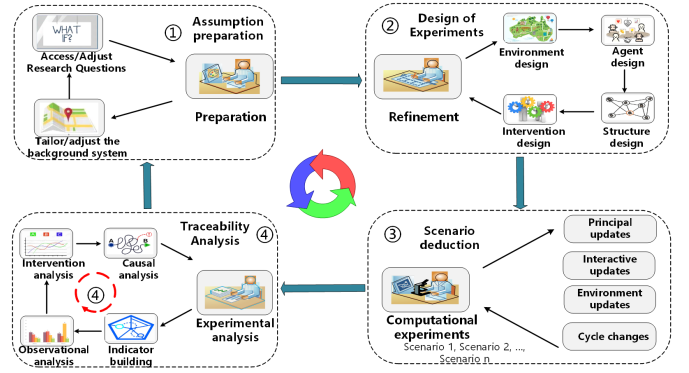 ① Assumption
preparation
WHAT
IF?
Access/Adjust
Research Questions
Preparation
Tailor/adjust the
background system
② Design of
Experiments
Environment
design
Agent
design
Refinement
Intervention
design
Structure
design
Traceability
Analysis ④
Intervention
analysis
Causal
analysis
④
Experimental
analysis
Observational
analysis
Indicator
building
③ Scenario
deduction
Principal
updates
Interactive
updates
Environment
updates
Cycle changes
Computational
experiments
Scenario 1, Scenario 2, ...,
Scenario n